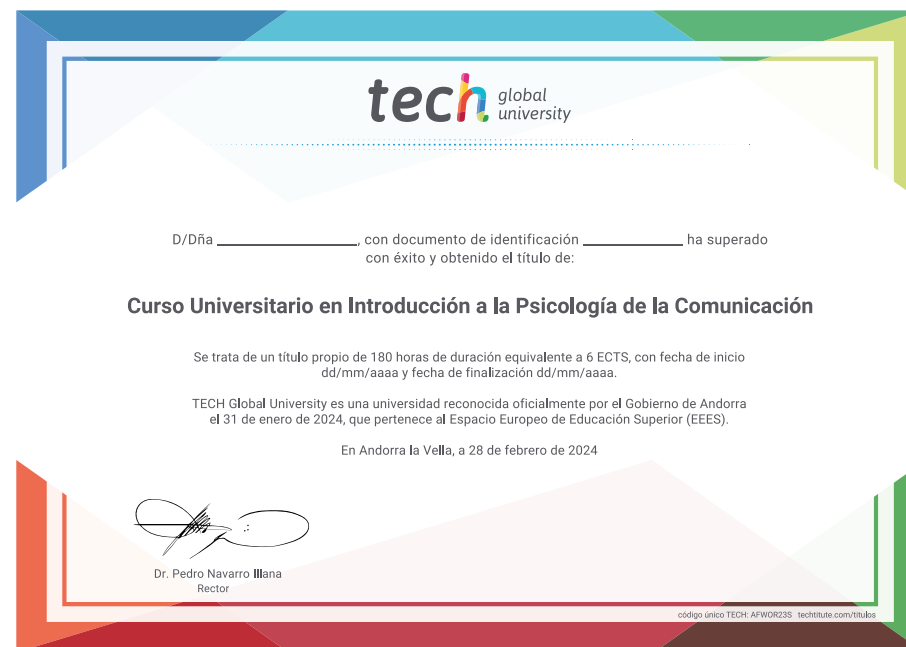 tech global university
D/Dña ____________________, con documento de identificación ______________ ha superado
con éxito y obtenido el título de:
Curso Universitario en Introducción a la Psicología de la Comunicación
Se trata de un título propio de 180 horas de duración equivalente a 6 ECTS, con fecha de inicio
dd/mm/aaaa y fecha de finalización dd/mm/aaaa.
TECH Global University es una universidad reconocida oficialmente por el Gobierno de Andorra
el 31 de enero de 2024, que pertenece al Espacio Europeo de Educación Superior (EEES).
En Andorra la Vella, a 28 de febrero de 2024
Dr. Pedro Navarro Illana
Rector
código único TECH: AFWOR23S techtitute.com/titulos